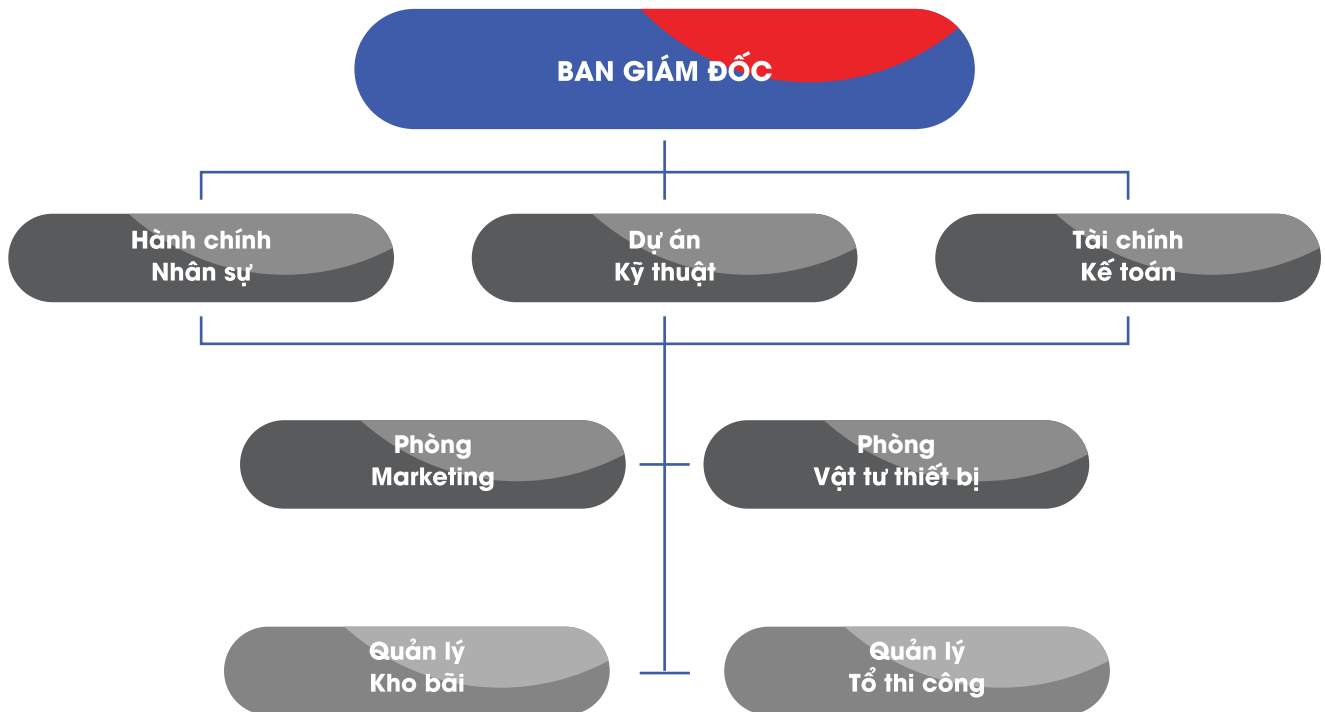 BAN GIÁM ĐỐC
Hành chính
Nhân sự
Dự án
Kỹ thuật
Tài chính
Kế toán
Phòng
Marketing
Phòng
Vật tư thiết bị
Quản lý
Kho bãi
Quản lý
Tổ thi công